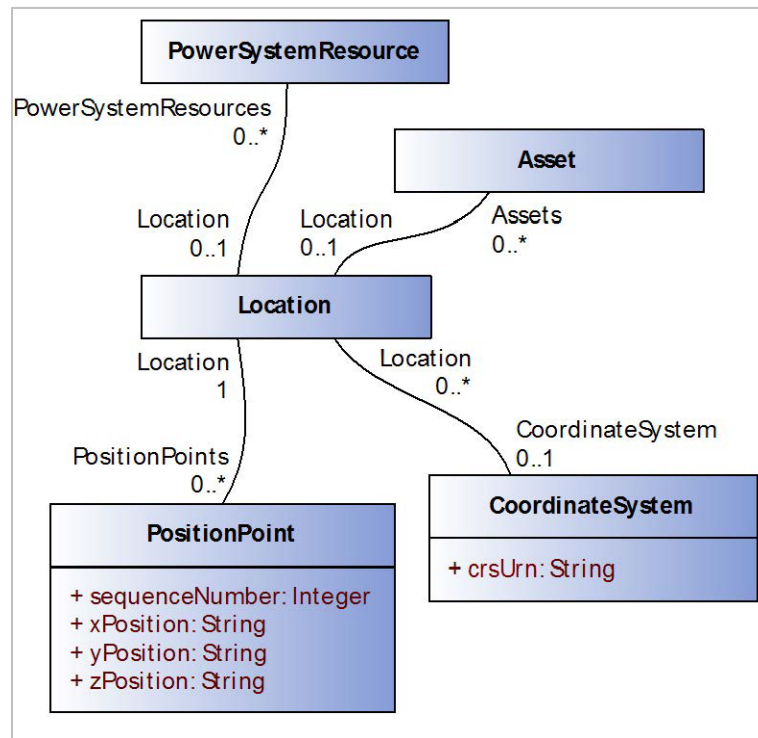 PowerSystemResource
PowerSystemResources
0..*
Asset
Location
0..1
Location
0..1
Assets
0..*
Location
Location
1
Location
0..*
PositionPoints
0..*
CoordinateSystem
0..1
PositionPoint
+ sequenceNumber: Integer
+ xPosition: String
+ yPosition: String
+ zPosition: String
CoordinateSystem
+ crsUrn: String